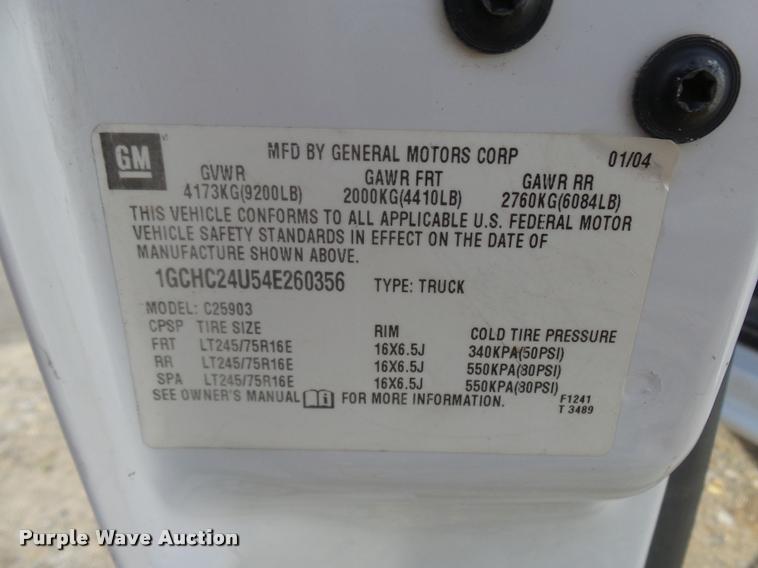 GM MFD BY GENERAL MOTORS CORP 01/04
GVWR GAWR FRT GAWR RR
4173KG(9200LB) 2000KG(4410LB) 2760KG(6084LB)
THIS VEHICLE CONFORMS TO ALL APPLICABLE U.S. FEDERAL MOTOR
VEHICLE SAFETY STANDARDS IN EFFECT ON THE DATE OF
MANUFACTURE SHOWN ABOVE.
1GCHC24U54E260356 TYPE: TRUCK
MODEL: C25903
CPSP TIRE SIZE RIM COLD TIRE PRESSURE
FRT LT245/75R16E 16X6.5J 340KPA(50PSI)
RR LT245/75R16E 16X6.5J 550KPA(80PSI)
SPA LT245/75R16E 16X6.5J 550KPA(80PSI)
SEE OWNER'S MANUAL FOR MORE INFORMATION.
F1241
T 3489
Purple Wave Auction